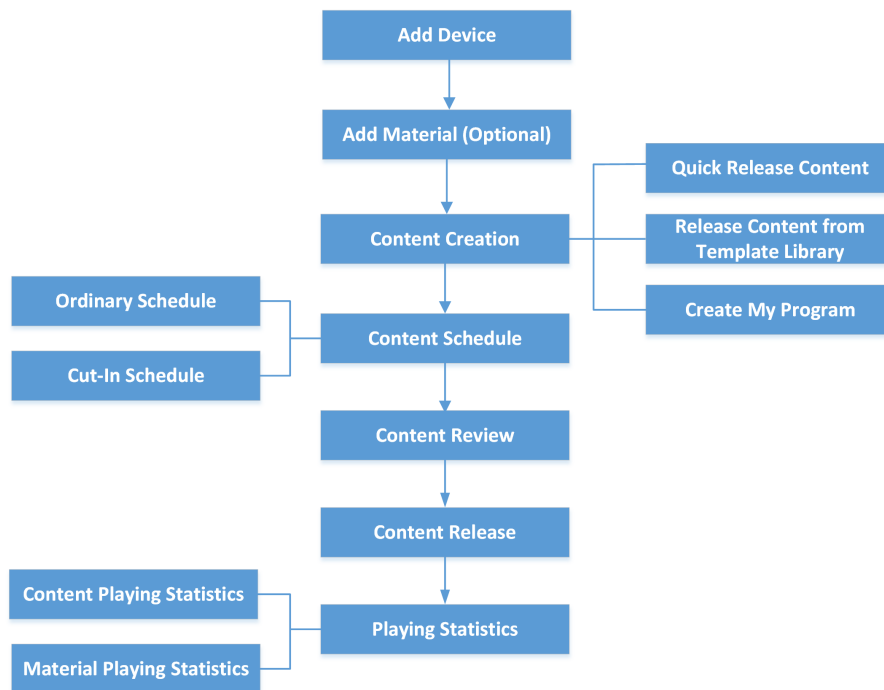 Add Device
Add Material (Optional)
Quick Release Content
Content Creation
Release Content from
Template Library
Create My Program
Ordinary Schedule
Content Schedule
Cut-In Schedule
Content Review
Content Release
Content Playing Statistics
Playing Statistics
Material Playing Statistics